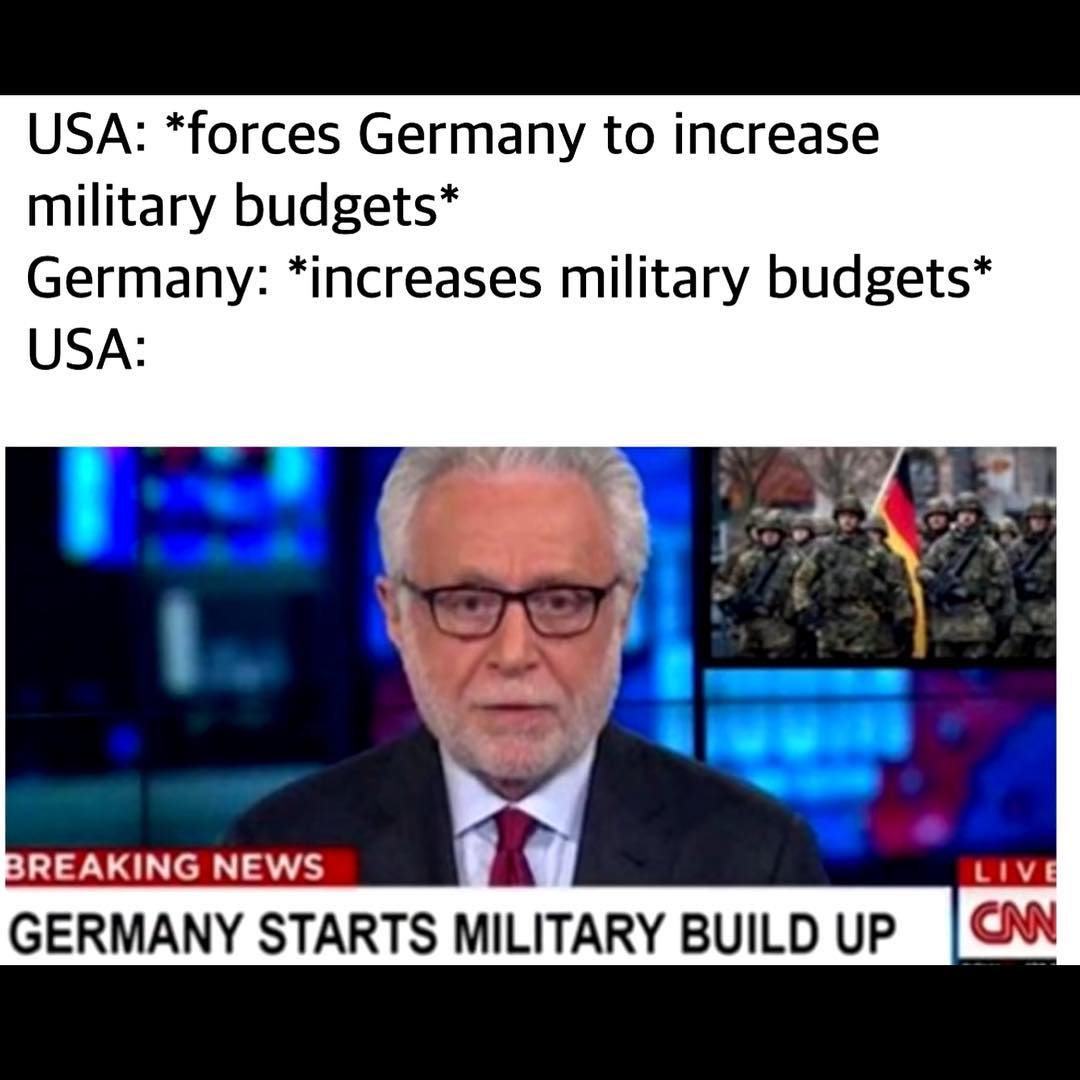 USA: *forces Germany to increase
military budgets*
Germany: *increases military budgets*
USA:
BREAKING NEWS
LIVE
GERMANY STARTS MILITARY BUILD UP
CNN